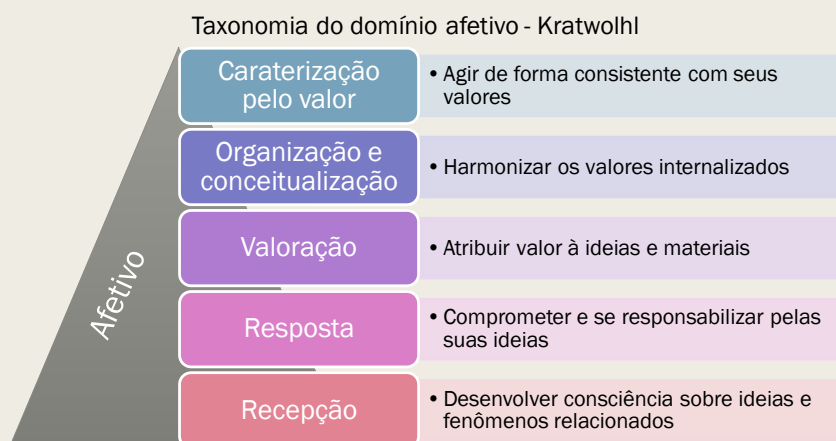 Taxonomia do domínio afetivo - Kratwolhl
Caraterização
pelo valor
• Agir de forma consistente com seus
valores
Organização e
conceitualização
• Harmonizar os valores internalizados
Valoração
• Atribuir valor à ideias e materiais
Resposta
• Comprometer e se responsabilizar pelas
suas ideias
Recepção
• Desenvolver consciência sobre ideias e
fenômenos relacionados
Afetivo